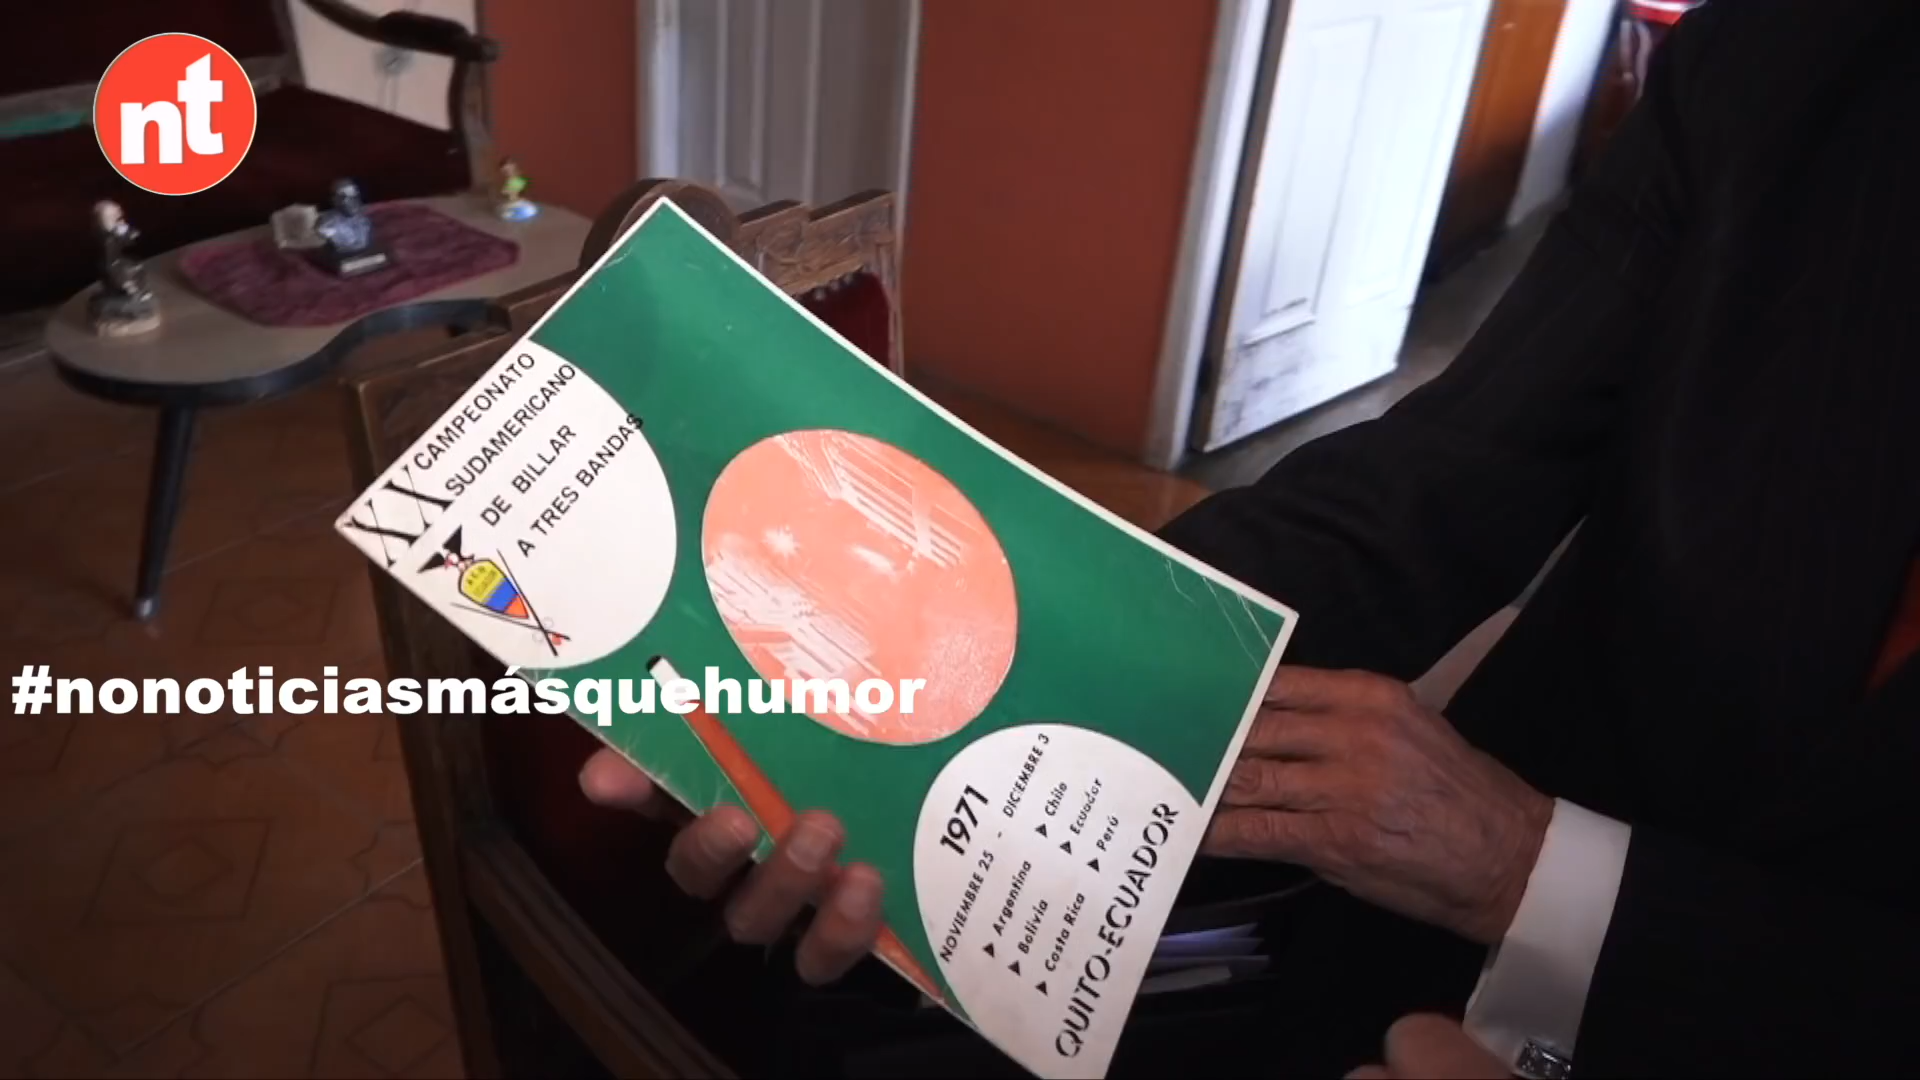 nt
XX CAMPEONATO
SUDAMERICANO
DE BILLAR
A TRES BANDAS
#nonoticiasmásquehumor
1971
NOVIEMBRE 25 - DICIEMBRE 3
Argentina
Bolivia
Costa Rica
Chile
Ecuador
Perú
QUITO-ECUADOR